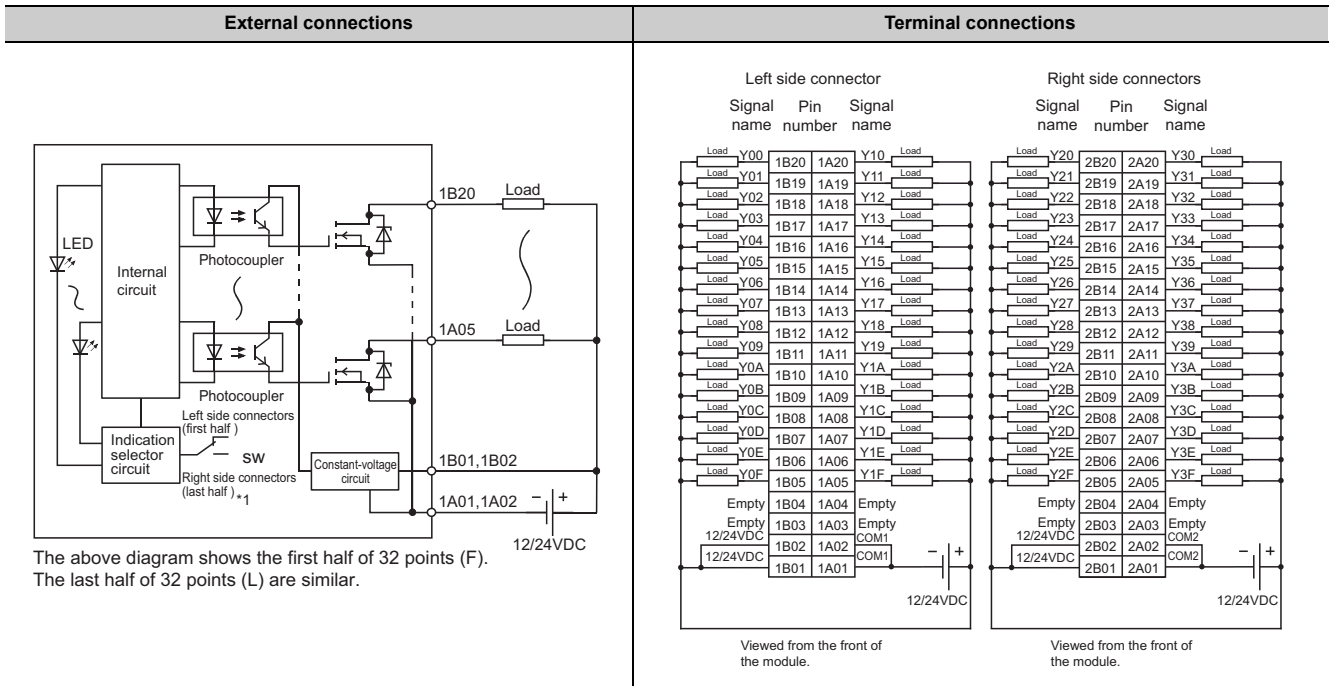 External connections
Terminal connections
LED
Internal
circuit
Photocoupler
Photocoupler
Left side connectors
(first half )
Indication
selector
circuit
SW
Right side connectors
(last half ) *1
Constant-voltage
circuit
1B20 Load
1A05 Load
1B01,1B02
1A01,1A02 − +
12/24VDC
The above diagram shows the first half of 32 points (F).
The last half of 32 points (L) are similar.
Left side connector
Signal Pin Signal
name number name
Load Y00 1B20 1A20 Y10 Load
Load Y01 1B19 1A19 Y11 Load
Load Y02 1B18 1A18 Y12 Load
Load Y03 1B17 1A17 Y13 Load
Load Y04 1B16 1A16 Y14 Load
Load Y05 1B15 1A15 Y15 Load
Load Y06 1B14 1A14 Y16 Load
Load Y07 1B13 1A13 Y17 Load
Load Y08 1B12 1A12 Y18 Load
Load Y09 1B11 1A11 Y19 Load
Load Y0A 1B10 1A10 Y1A Load
Load Y0B 1B09 1A09 Y1B Load
Load Y0C 1B08 1A08 Y1C Load
Load Y0D 1B07 1A07 Y1D Load
Load Y0E 1B06 1A06 Y1E Load
Load Y0F 1B05 1A05 Y1F Load
Empty 1B04 1A04 Empty
Empty 1B03 1A03 Empty
12/24VDC 1B02 1A02 COM1
12/24VDC 1B01 1A01 COM1 − +
12/24VDC
Viewed from the front of
the module.
Right side connectors
Signal Pin Signal
name number name
Load Y20 2B20 2A20 Y30 Load
Load Y21 2B19 2A19 Y31 Load
Load Y22 2B18 2A18 Y32 Load
Load Y23 2B17 2A17 Y33 Load
Load Y24 2B16 2A16 Y34 Load
Load Y25 2B15 2A15 Y35 Load
Load Y26 2B14 2A14 Y36 Load
Load Y27 2B13 2A13 Y37 Load
Load Y28 2B12 2A12 Y38 Load
Load Y29 2B11 2A11 Y39 Load
Load Y2A 2B10 2A10 Y3A Load
Load Y2B 2B09 2A09 Y3B Load
Load Y2C 2B08 2A08 Y3C Load
Load Y2D 2B07 2A07 Y3D Load
Load Y2E 2B06 2A06 Y3E Load
Load Y2F 2B05 2A05 Y3F Load
Empty 2B04 2A04 Empty
Empty 2B03 2A03 Empty
12/24VDC 2B02 2A02 COM2
12/24VDC 2B01 2A01 COM2 − +
12/24VDC
Viewed from the front of
the module.